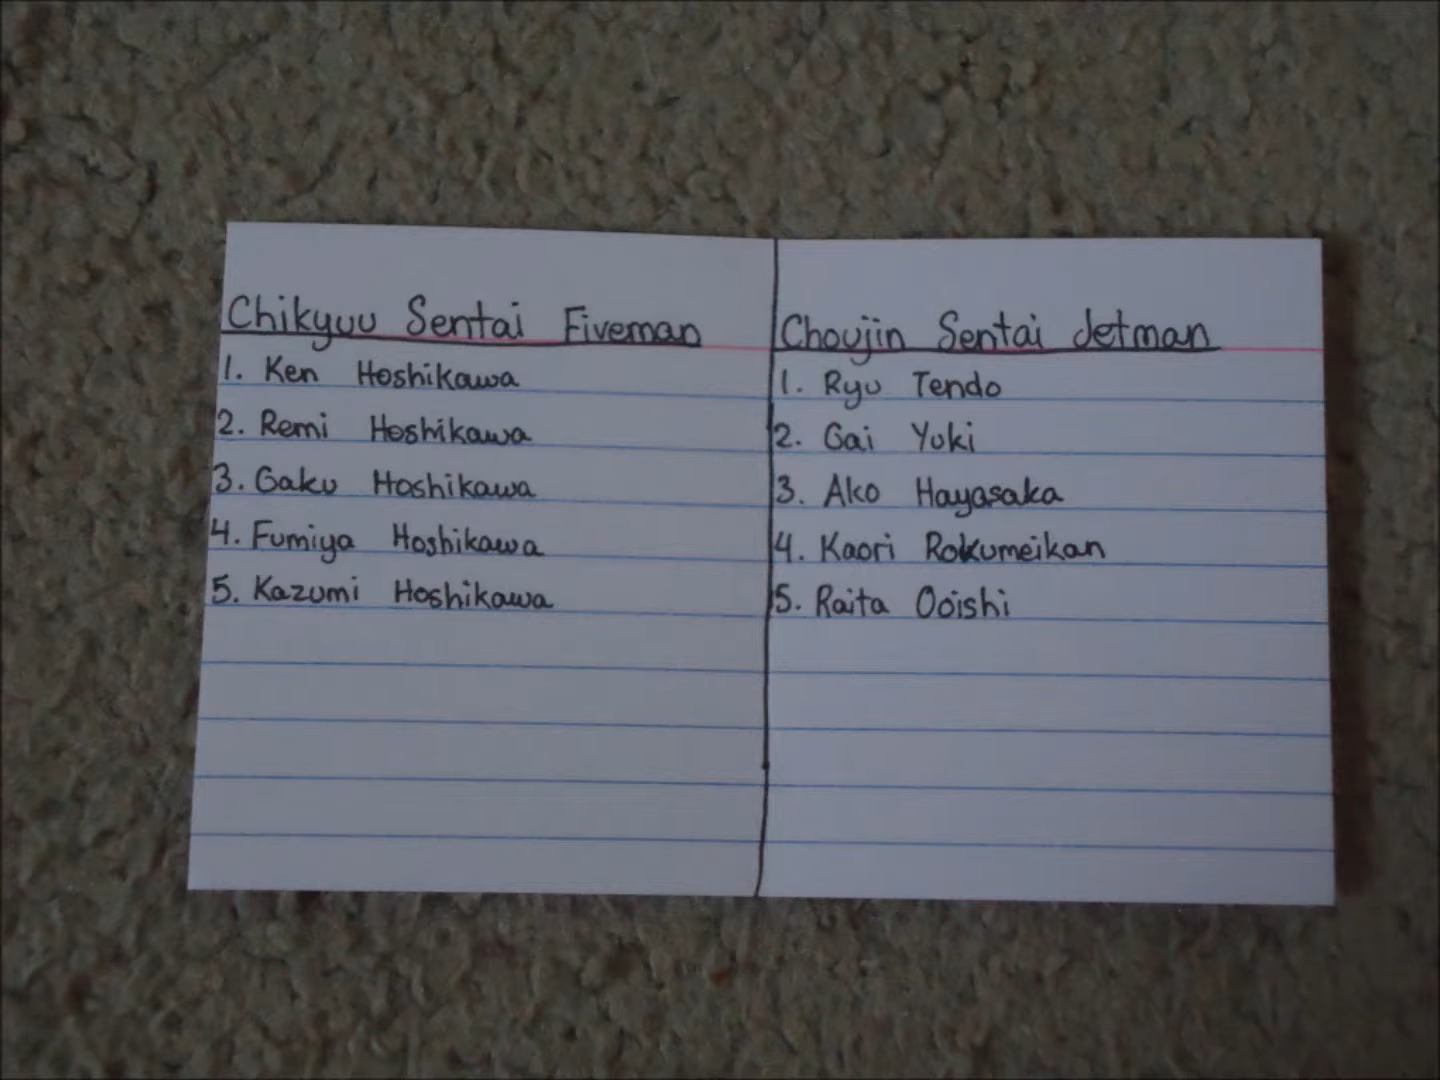 Chikyuu Sentai Fiveman
1. Ken Hoshikawa
2. Remi Hoshikawa
3. Gaku Hoshikawa
4. Fumiya Hoshikawa
5. Kazumi Hoshikawa
Choujin Sentai Jetman
1. Ryu Tendo
2. Gai Yuki
3. Ako Hayasaka
4. Kaori Rokumeikan
5. Raita Ooishi